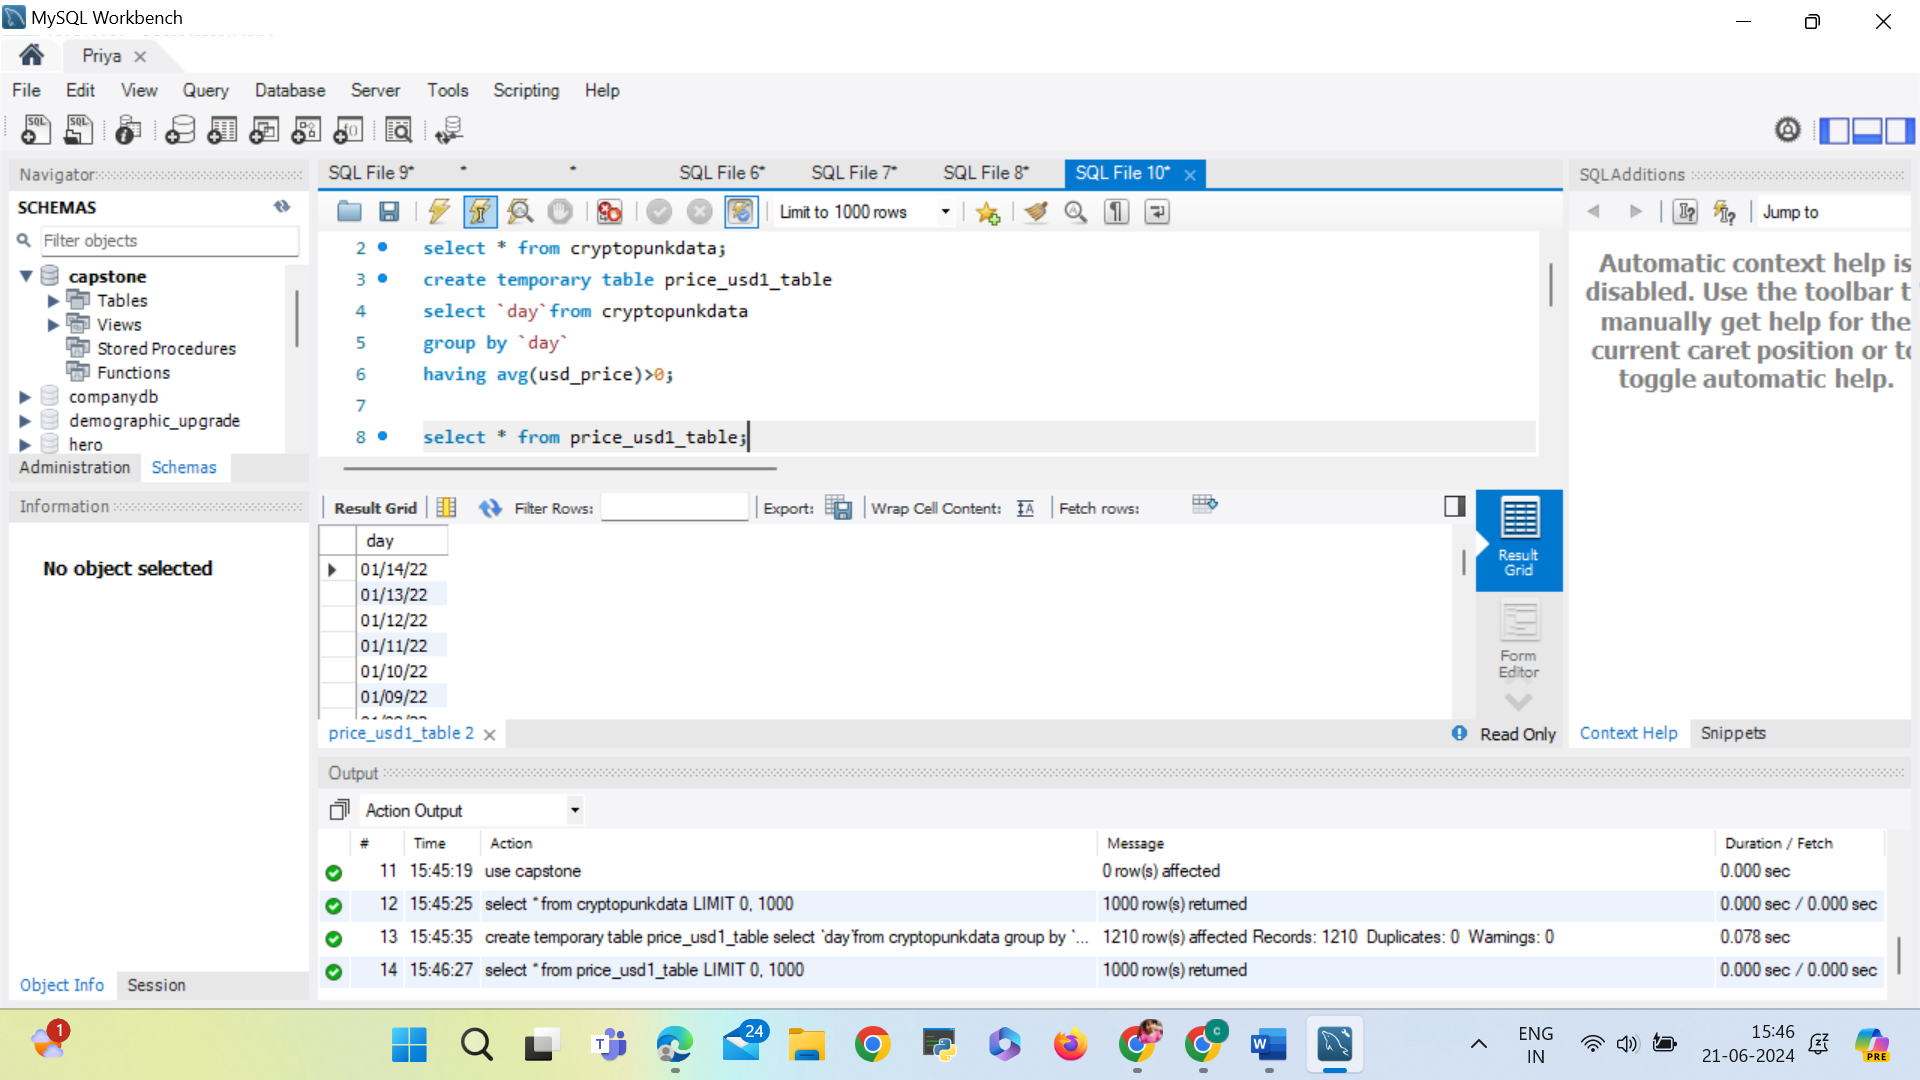 MySQL Workbench
Priya
File Edit View Query Database Server Tools Scripting Help
Navigator
SCHEMAS
Filter objects
capstone
Tables
Views
Stored Procedures
Functions
companydb
demographic_upgrade
hero
Administration Schemas
Information
No object selected
Object Info Session
SQL File 9* * * SQL File 6* SQL File 7* SQL File 8* SQL File 10*
Limit to 1000 rows
2 select * from cryptopunkdata;
3 create temporary table price_usd1_table
4 select `day`from cryptopunkdata
5 group by `day`
6 having avg(usd_price)>0;
7
8 select * from price_usd1_table;
Result Grid Filter Rows: Export: Wrap Cell Content: Fetch rows:
day
01/14/22
01/13/22
01/12/22
01/11/22
01/10/22
01/09/22
Result
Grid
Form
Editor
price_usd1_table 2
Read Only
SQLAdditions
Jump to
Automatic context help is
disabled. Use the toolbar t
manually get help for the
current caret position or to
toggle automatic help.
Context Help Snippets
Output
Action Output
# Time Action Message Duration / Fetch
11 15:45:19 use capstone 0 row(s) affected 0.000 sec
12 15:45:25 select * from cryptopunkdata LIMIT 0, 1000 1000 row(s) returned 0.000 sec / 0.000 sec
13 15:45:35 create temporary table price_usd1_table select `day`from cryptopunkdata group by `... 1210 row(s) affected Records: 1210 Duplicates: 0 Warnings: 0 0.078 sec
14 15:46:27 select * from price_usd1_table LIMIT 0, 1000 1000 row(s) returned 0.000 sec / 0.000 sec
1
24
C
ENG
IN
15:46
21-06-2024
PRE